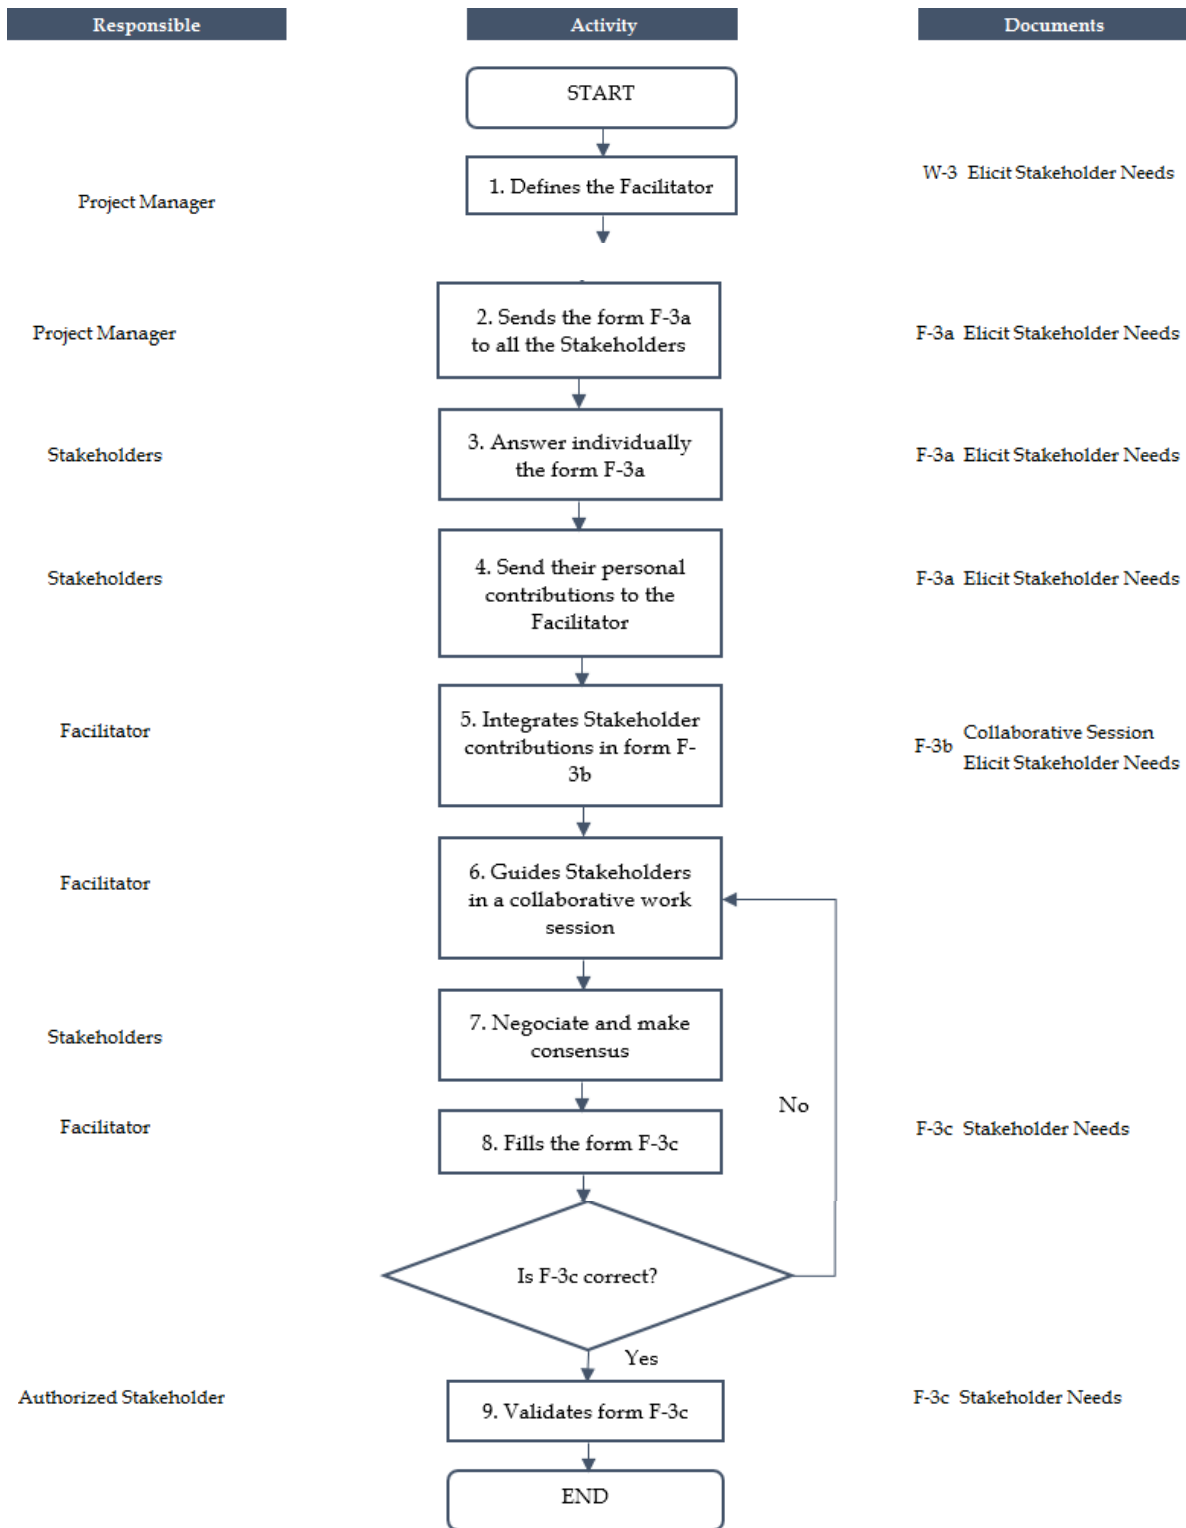 Responsible
Activity
Documents
START
Project Manager
1. Defines the Facilitator
W-3 Elicit Stakeholder Needs
Project Manager
2. Sends the form F-3a
to all the Stakeholders
F-3a Elicit Stakeholder Needs
Stakeholders
3. Answer individually
the form F-3a
F-3a Elicit Stakeholder Needs
Stakeholders
4. Send their personal
contributions to the
Facilitator
F-3a Elicit Stakeholder Needs
Facilitator
5. Integrates Stakeholder
contributions in form F-
3b
F-3b
Collaborative Session
Elicit Stakeholder Needs
Facilitator
6. Guides Stakeholders
in a collaborative work
session
Stakeholders
7. Negociate and make
consensus
No
Facilitator
8. Fills the form F-3c
F-3c Stakeholder Needs
Is F-3c correct?
Yes
Authorized Stakeholder
9. Validates form F-3c
F-3c Stakeholder Needs
END